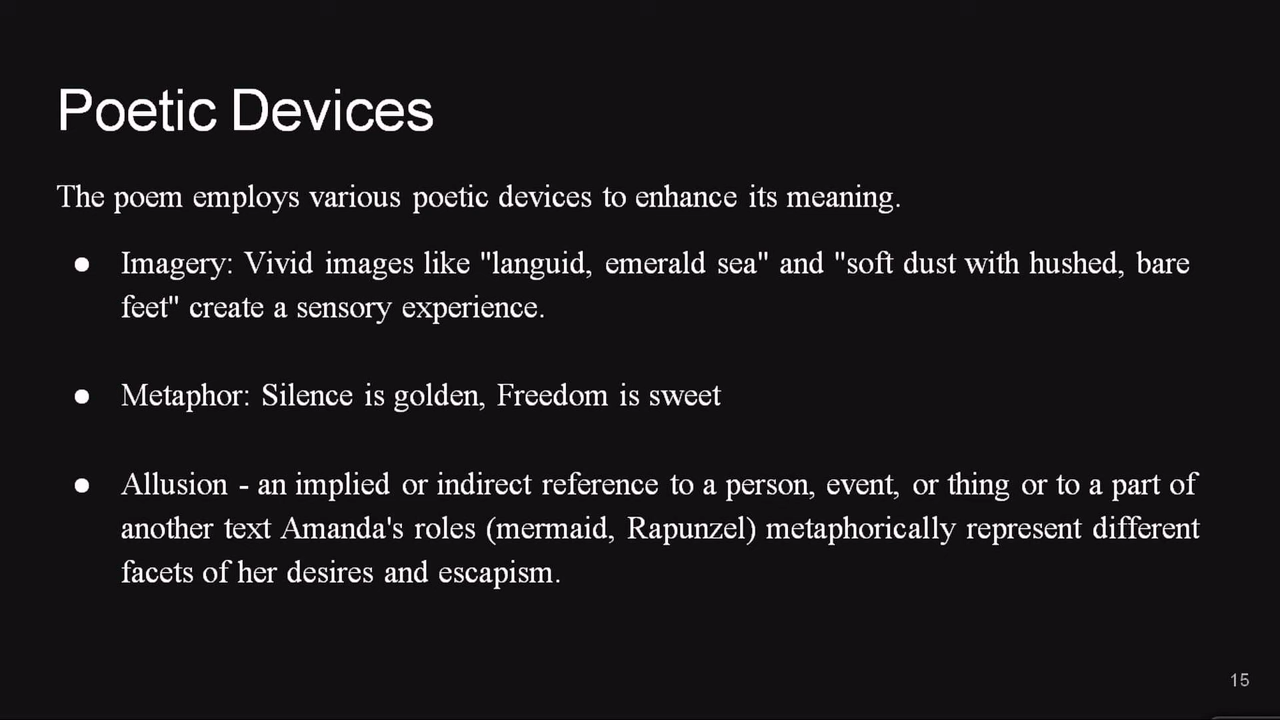 Poetic Devices
The poem employs various poetic devices to enhance its meaning.
● Imagery: Vivid images like "languid, emerald sea" and "soft dust with hushed, bare
feet" create a sensory experience.
● Metaphor: Silence is golden, Freedom is sweet
● Allusion - an implied or indirect reference to a person, event, or thing or to a part of
another text Amanda's roles (mermaid, Rapunzel) metaphorically represent different
facets of her desires and escapism.
15